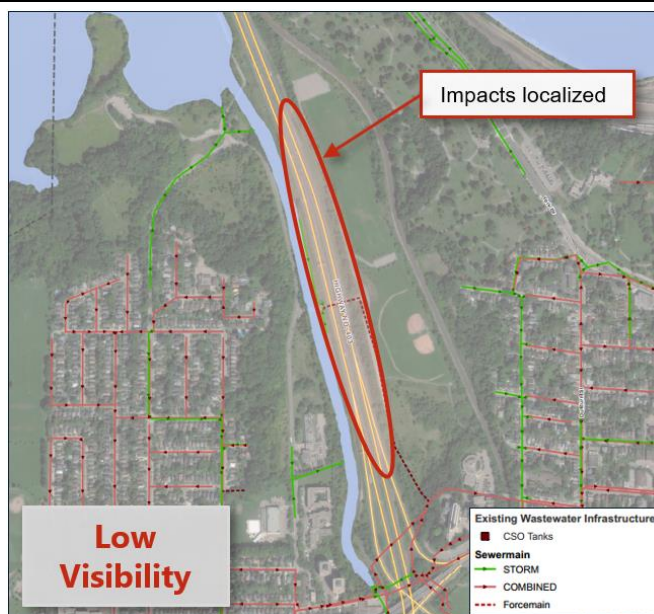 Impacts localized
Low
Visibility
Existing Wastewater Infrastructure
CSO Tanks
Sewermain
STORM
COMBINED
Forcemain